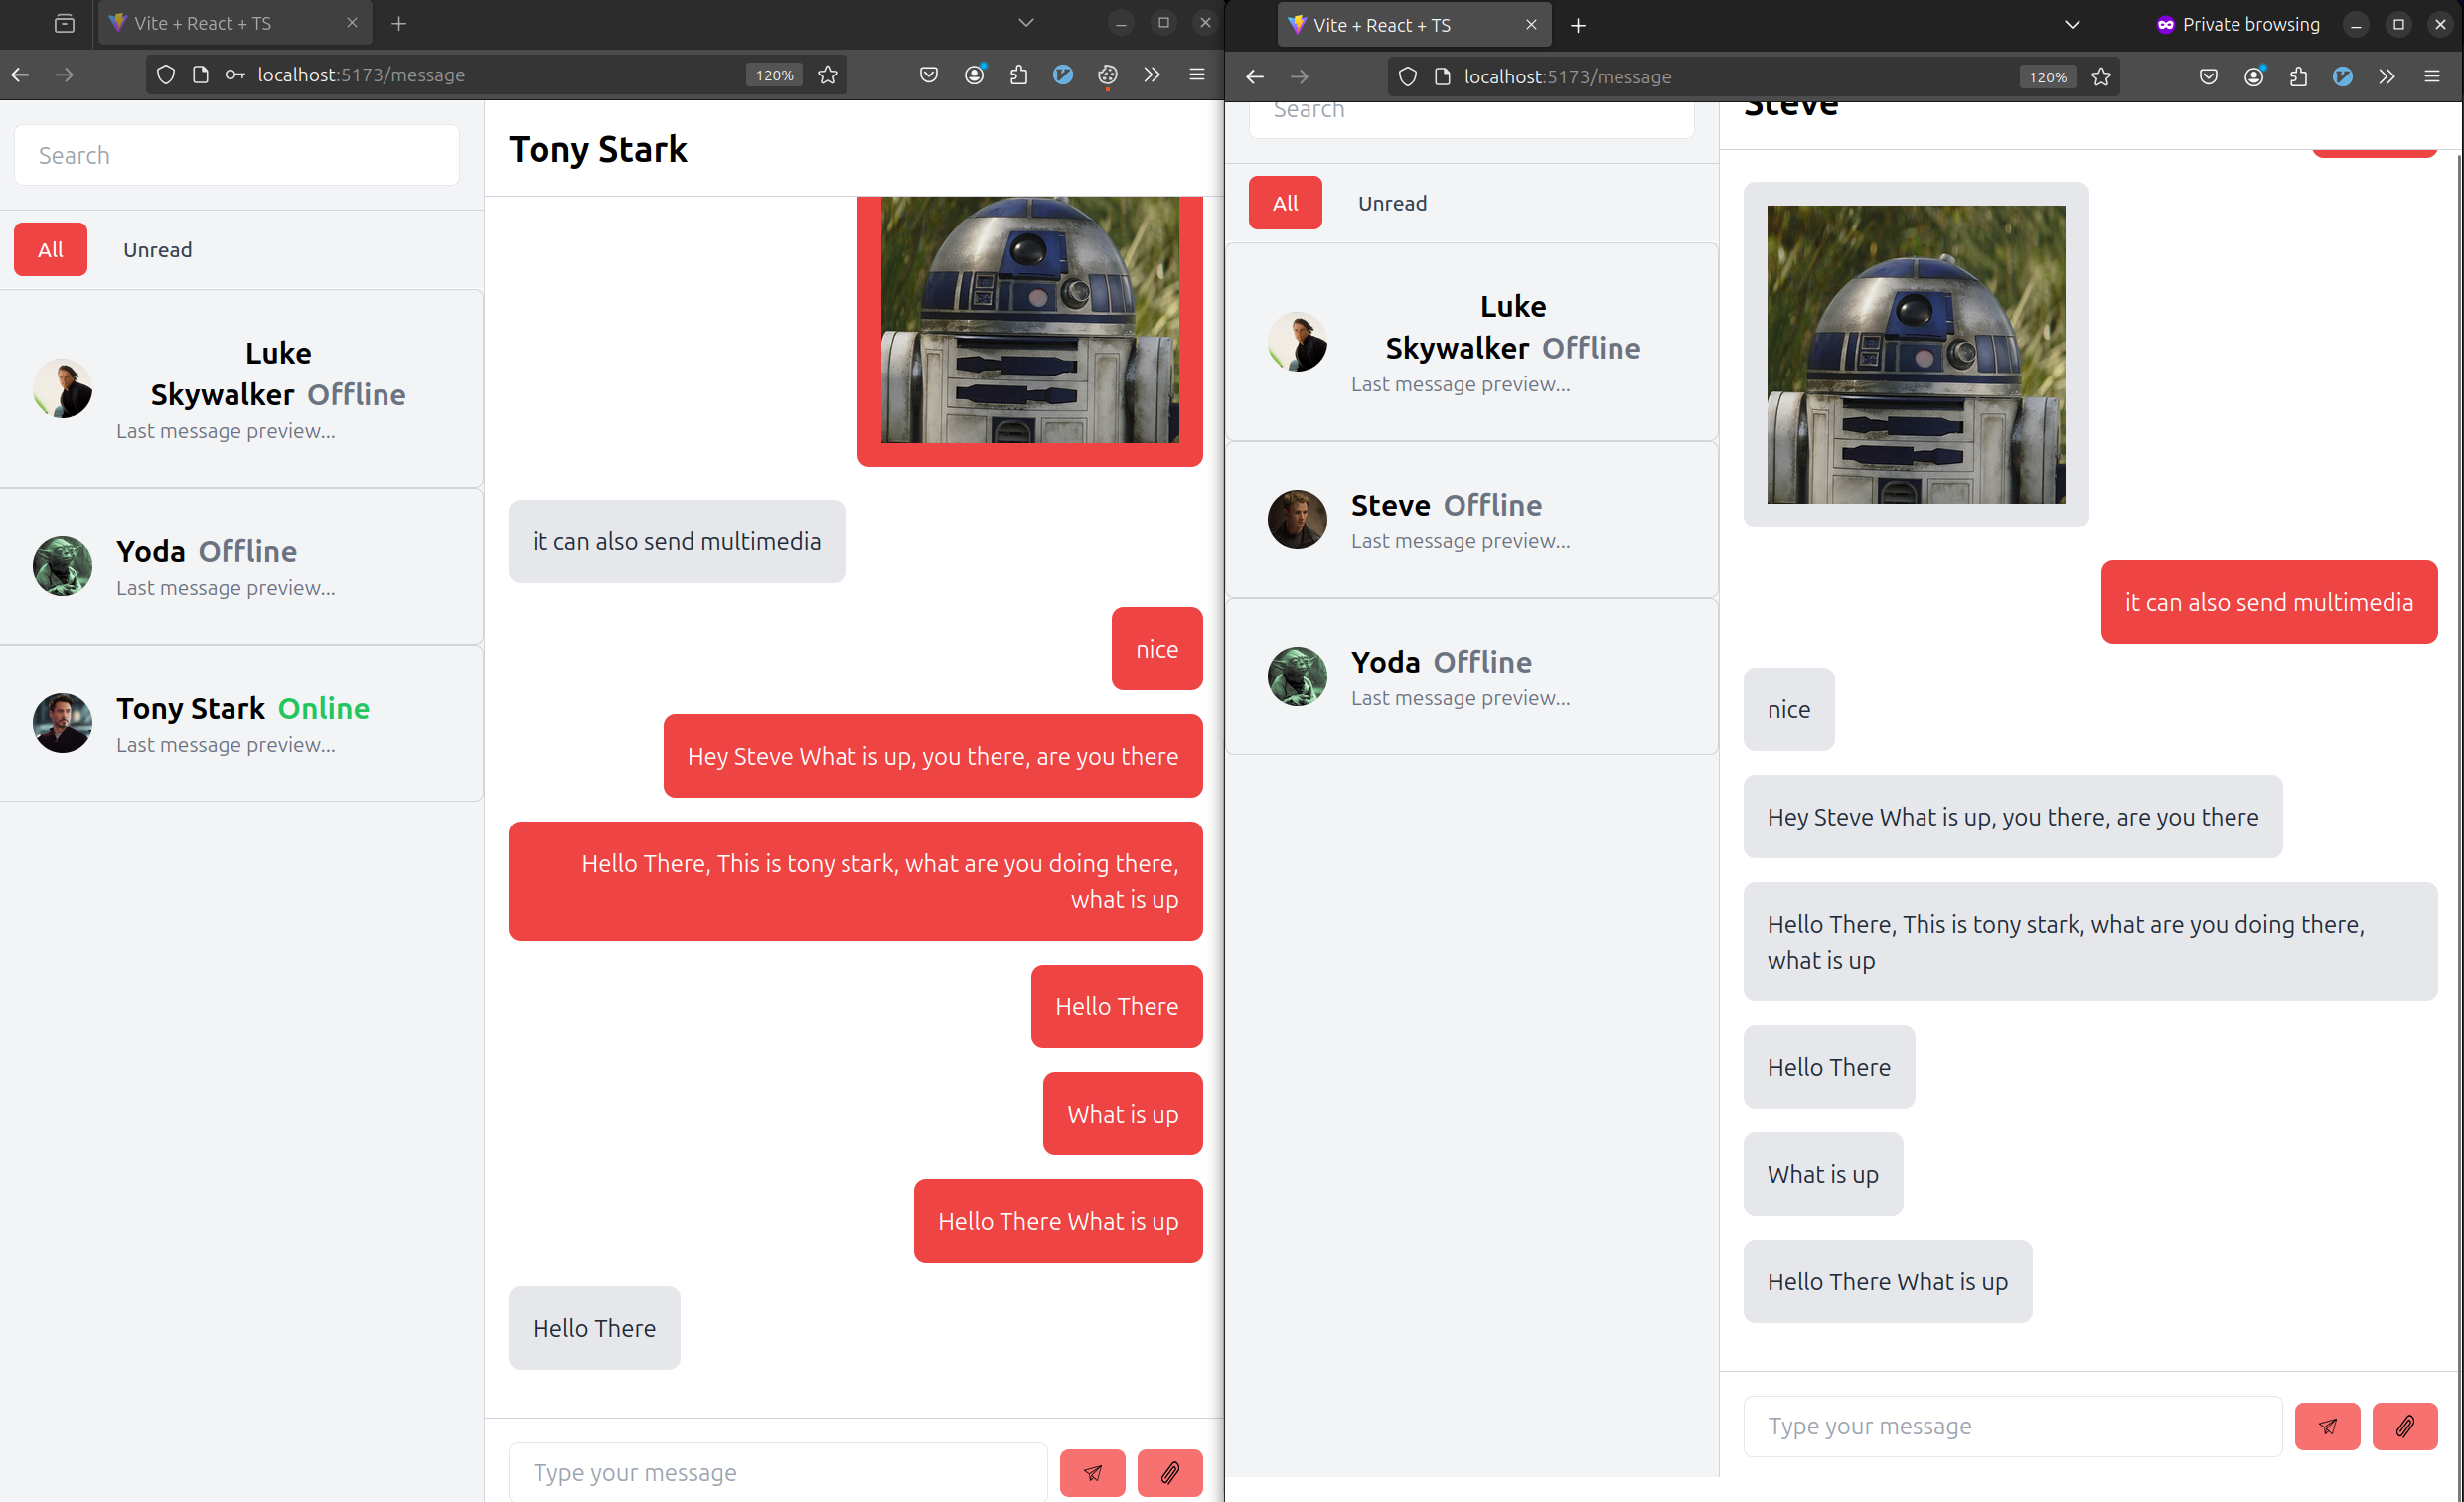 Vite + React + TS
localhost:5173/message
120%
Search
All
Unread
Luke
Skywalker Offline
Last message preview...
Yoda Offline
Last message preview...
Tony Stark Online
Last message preview...
Tony Stark
it can also send multimedia
nice
Hey Steve What is up, you there, are you there
Hello There, This is tony stark, what are you doing there,
what is up
Hello There
What is up
Hello There What is up
Hello There
Type your message
Vite + React + TS
Private browsing
localhost:5173/message
120%
Search
All
Unread
Luke
Skywalker Offline
Last message preview...
Steve Offline
Last message preview...
Yoda Offline
Last message preview...
Steve
it can also send multimedia
nice
Hey Steve What is up, you there, are you there
Hello There, This is tony stark, what are you doing there,
what is up
Hello There
What is up
Hello There What is up
Type your message